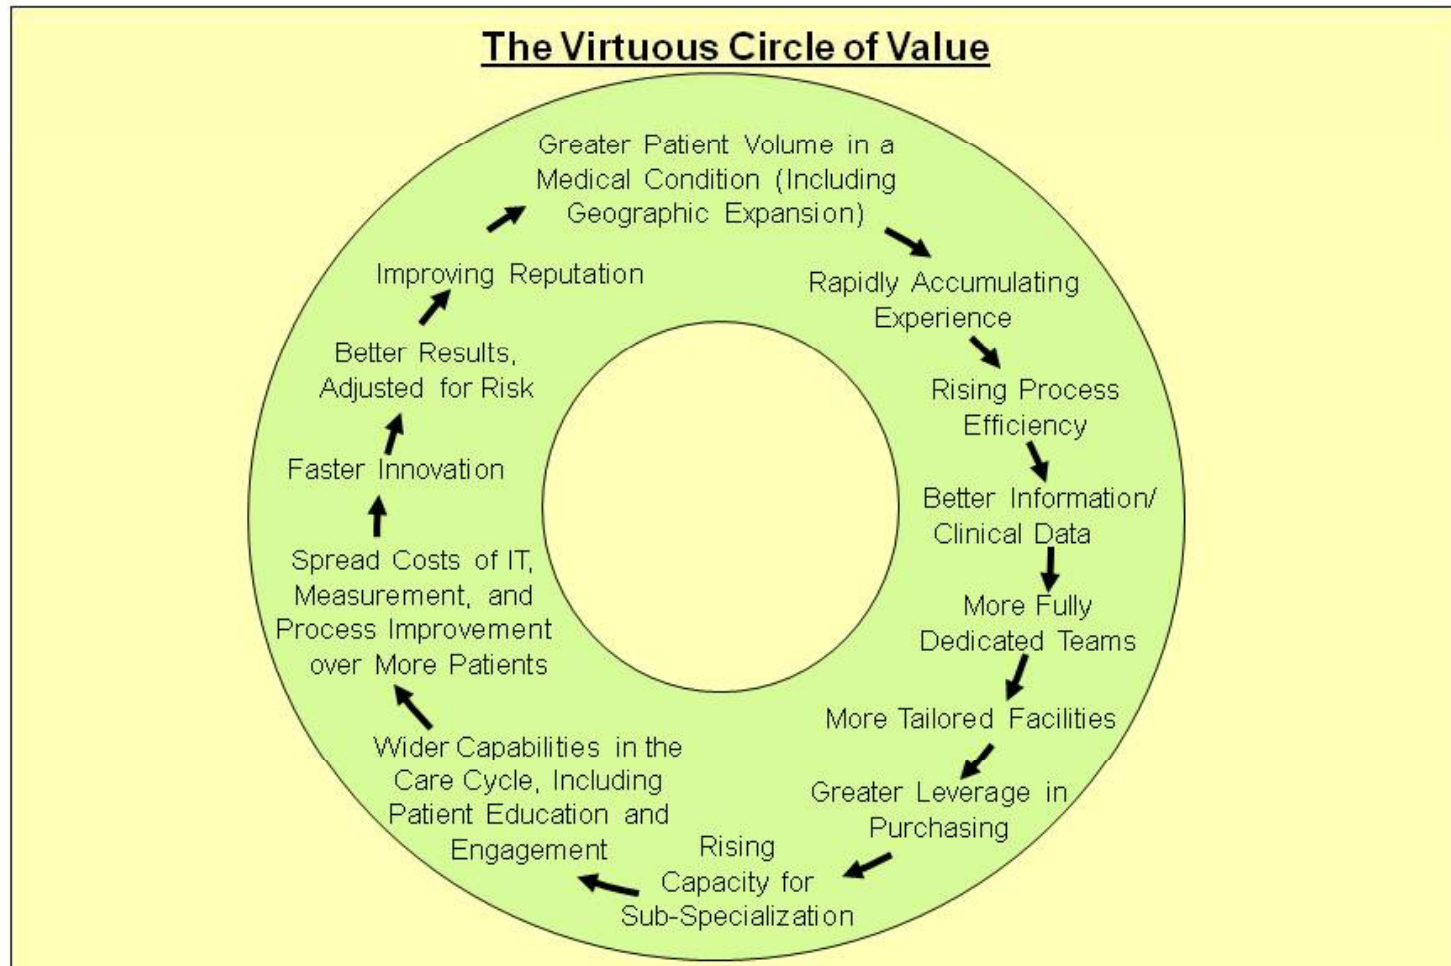 The Virtuous Circle of Value
Greater Patient Volume in a
Medical Condition (Including
Geographic Expansion)
Rapidly Accumulating
Experience
Rising Process
Efficiency
Better Information/
Clinical Data
More Fully
Dedicated Teams
More Tailored Facilities
Greater Leverage in
Purchasing
Rising
Capacity for
Sub-Specialization
Wider Capabilities in the
Care Cycle, Including
Patient Education and
Engagement
Spread Costs of IT,
Measurement, and
Process Improvement
over More Patients
Faster Innovation
Better Results,
Adjusted for Risk
Improving Reputation